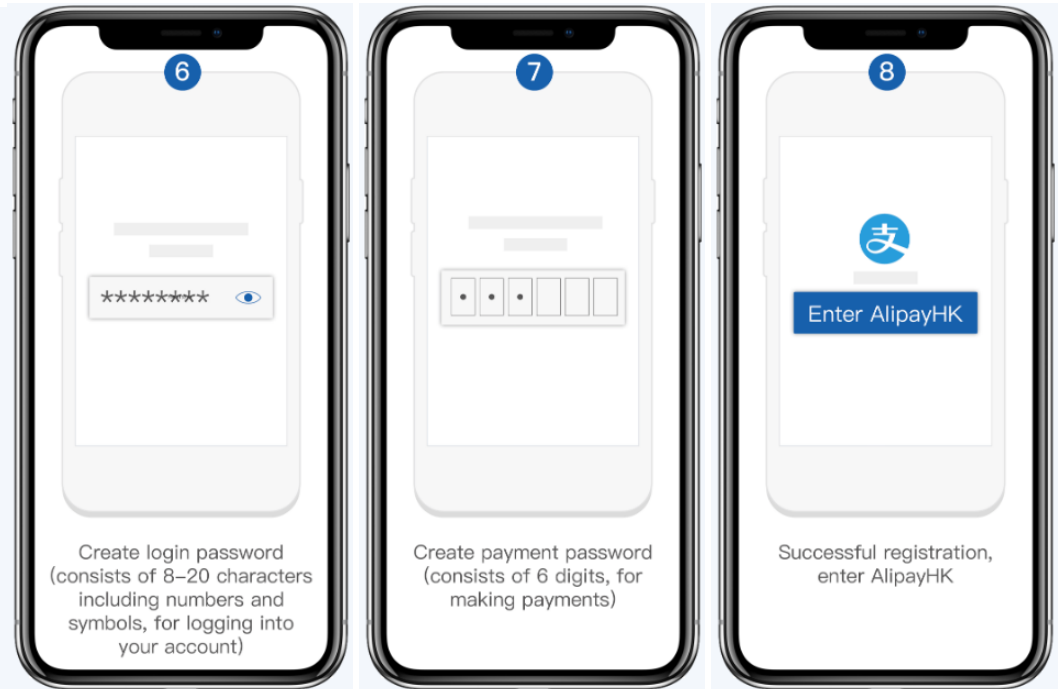 6
********
Create login password
(consists of 8–20 characters
including numbers and
symbols, for logging into
your account)
7
Create payment password
(consists of 6 digits, for
making payments)
8
支
Enter AlipayHK
Successful registration,
enter AlipayHK